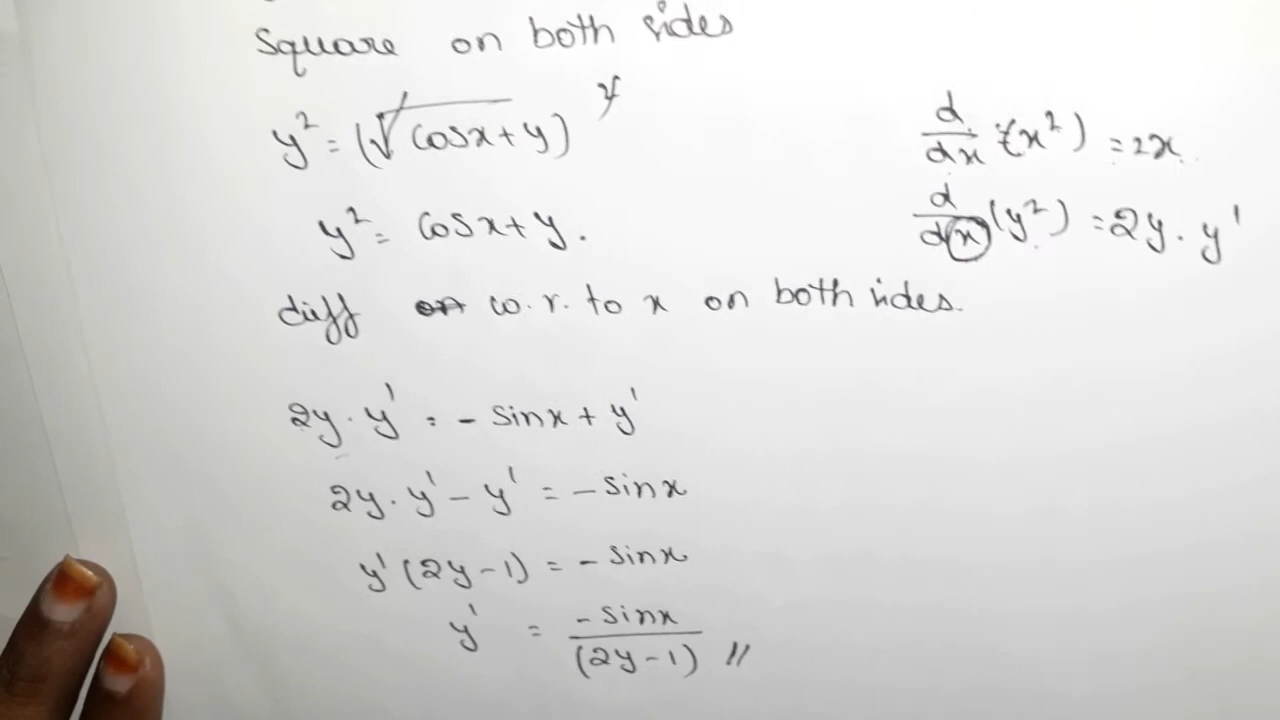 Square on both sides
y² = (√cosx+y)²
y² = cosx+y.
diff w.r. to x on both sides.
2y.y' = -sinx + y'
2y.y' - y' = -sinx
y'(2y-1) = -sinx
y' = -sinx/(2y-1) //
d/dx (x²) = 2x
d/dx (y²) = 2y.y'